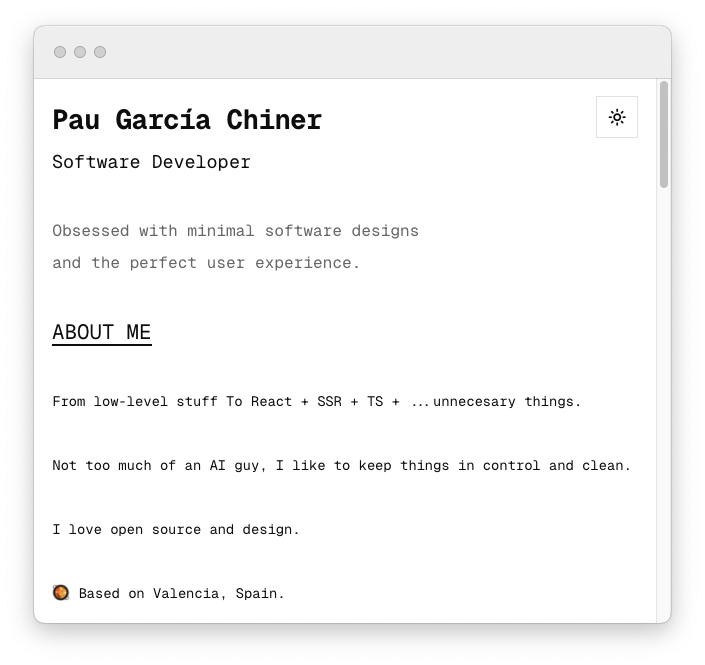 Pau García Chiner
Software Developer
Obsessed with minimal software designs
and the perfect user experience.
ABOUT ME
From low-level stuff To React + SSR + TS + ...unnecesary things.
Not too much of an AI guy, I like to keep things in control and clean.
I love open source and design.
🥘 Based on Valencia, Spain.